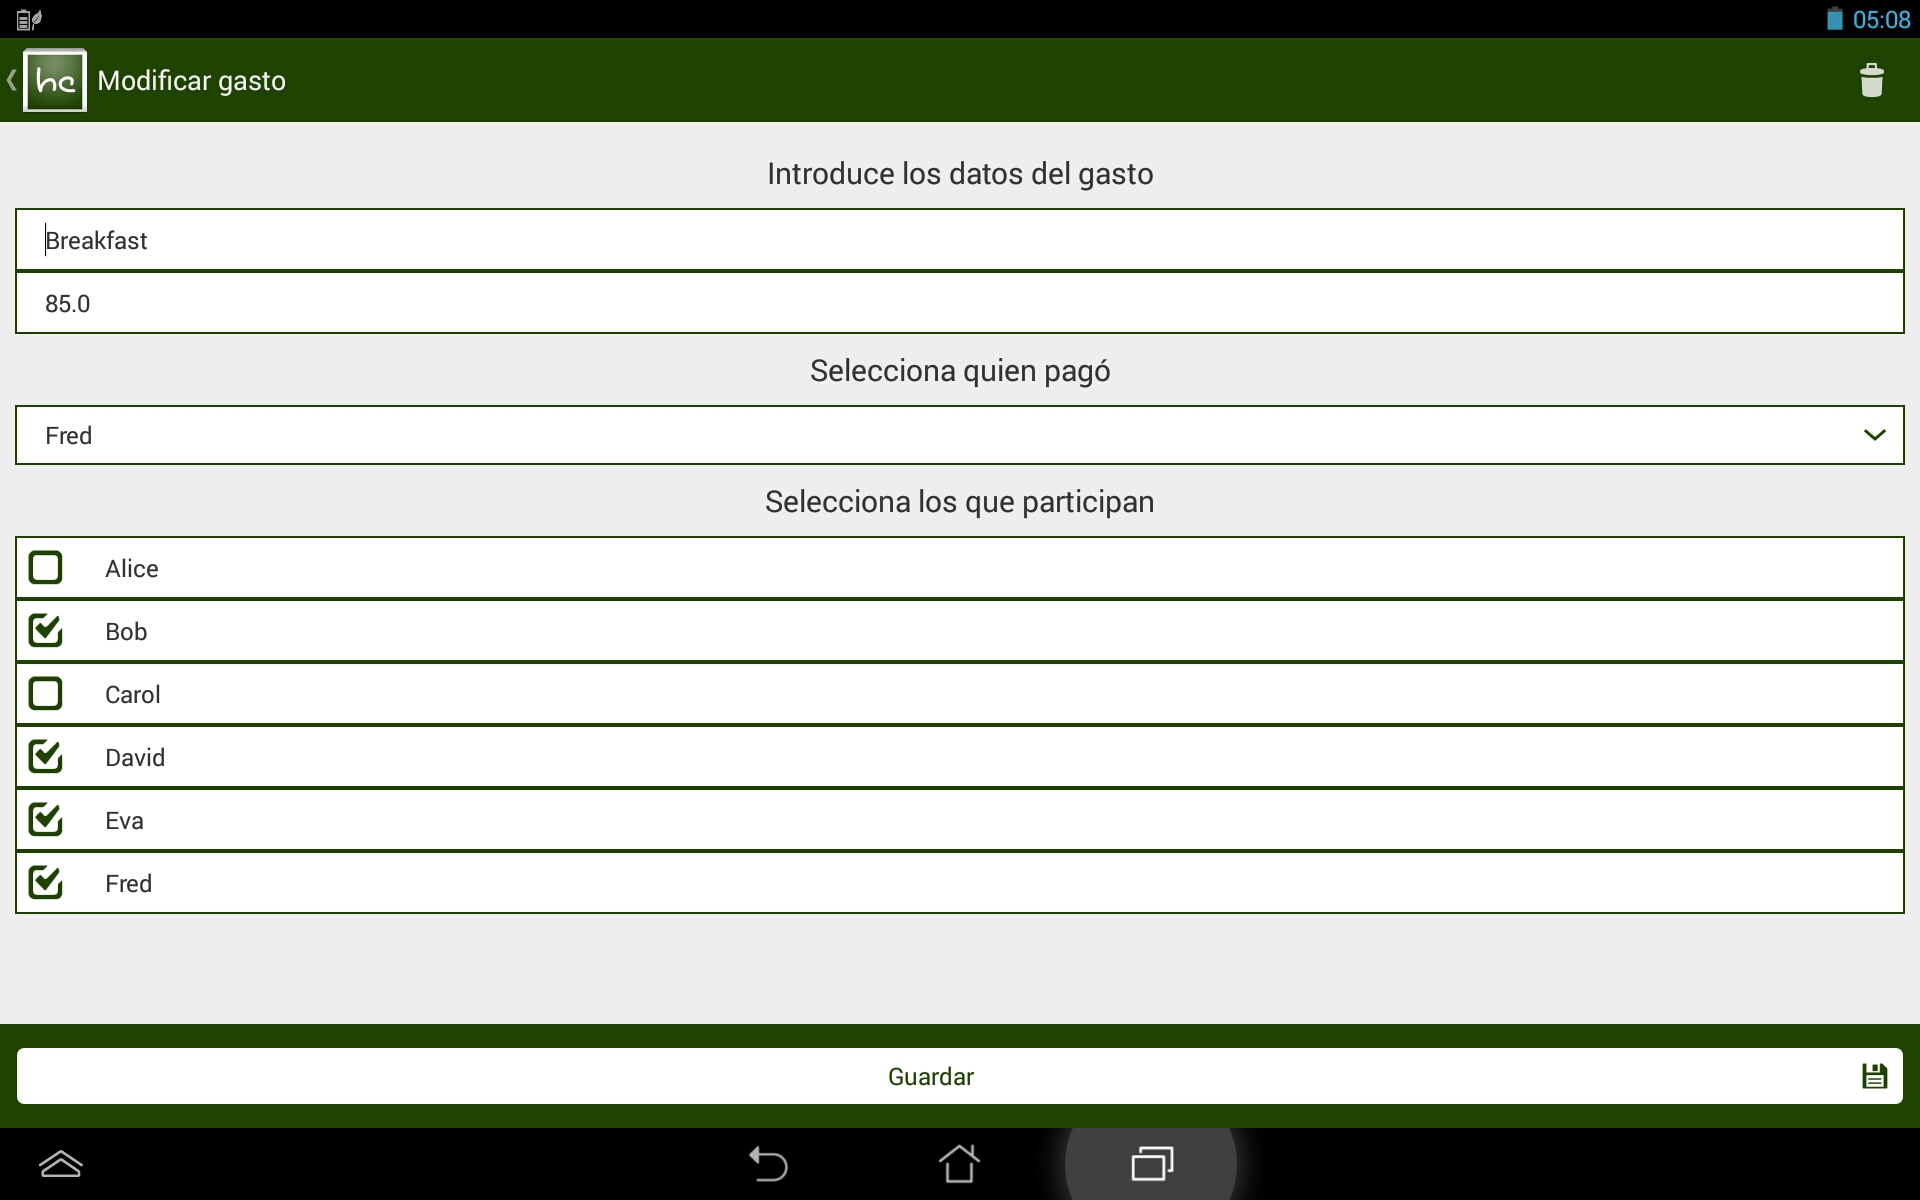 05:08
hc
Modificar gasto
Introduce los datos del gasto
Breakfast
85.0
Selecciona quien pagó
Fred
Selecciona los que participan
Alice
Bob
Carol
David
Eva
Fred
Guardar